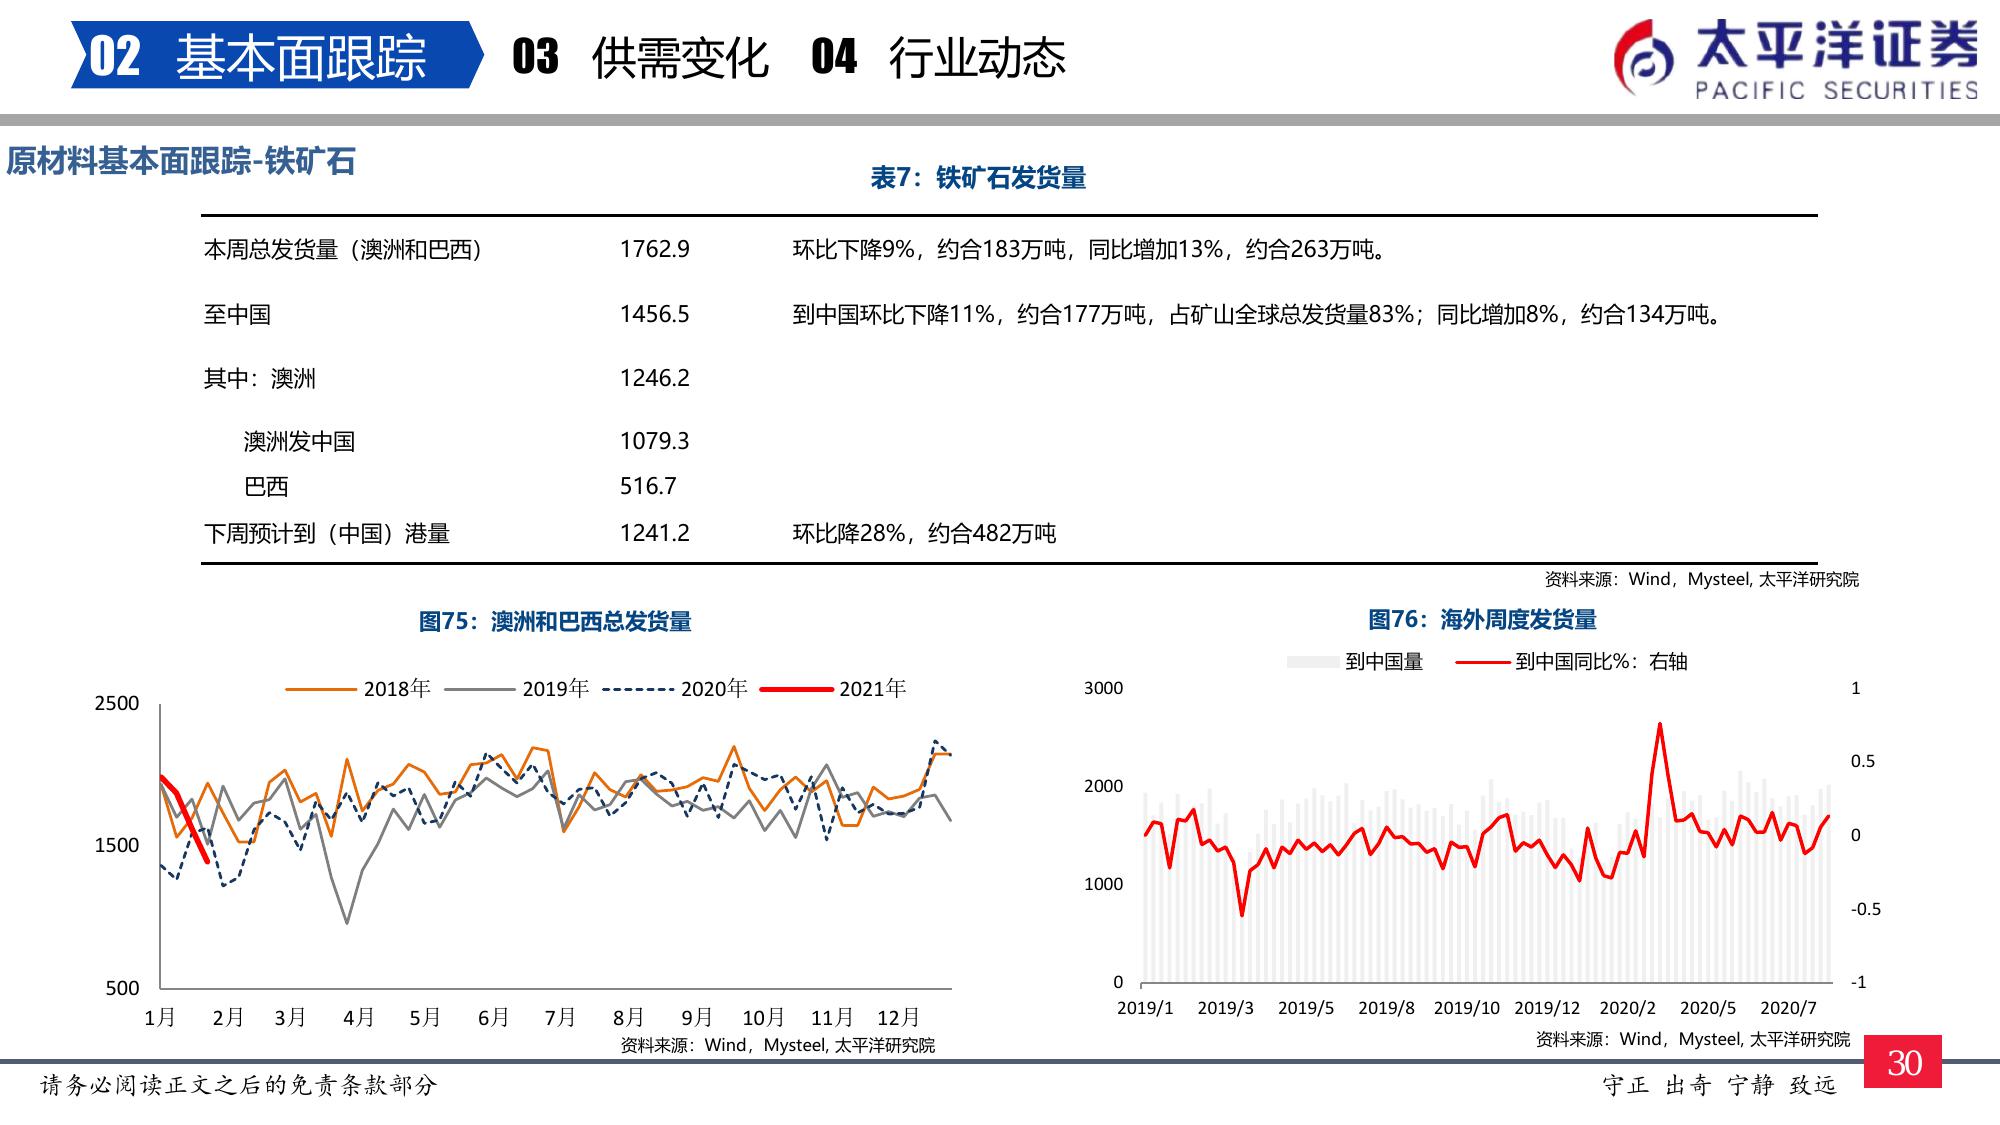 02 基本面跟踪 03 供需变化 04 行业动态
太平洋证券
PACIFIC SECURITIES
原材料基本面跟踪-铁矿石
表7：铁矿石发货量
本周总发货量（澳洲和巴西） 1762.9 环比下降9%，约合183万吨，同比增加13%，约合263万吨。
至中国 1456.5 到中国环比下降11%，约合177万吨，占矿山全球总发货量83%；同比增加8%，约合134万吨。
其中：澳洲 1246.2
澳洲发中国 1079.3
巴西 516.7
下周预计到（中国）港量 1241.2 环比降28%，约合482万吨
资料来源：Wind，Mysteel, 太平洋研究院
图75：澳洲和巴西总发货量
2018年 2019年 2020年 2021年
2500
1500
500
1月 2月 3月 4月 5月 6月 7月 8月 9月 10月 11月 12月
资料来源：Wind，Mysteel, 太平洋研究院
图76：海外周度发货量
到中国量 到中国同比%：右轴
3000 1
0.5
2000
0
1000
-0.5
0 -1
2019/1 2019/3 2019/5 2019/8 2019/10 2019/12 2020/2 2020/5 2020/7
资料来源：Wind，Mysteel, 太平洋研究院
30
请务必阅读正文之后的免责条款部分
守正 出奇 宁静 致远